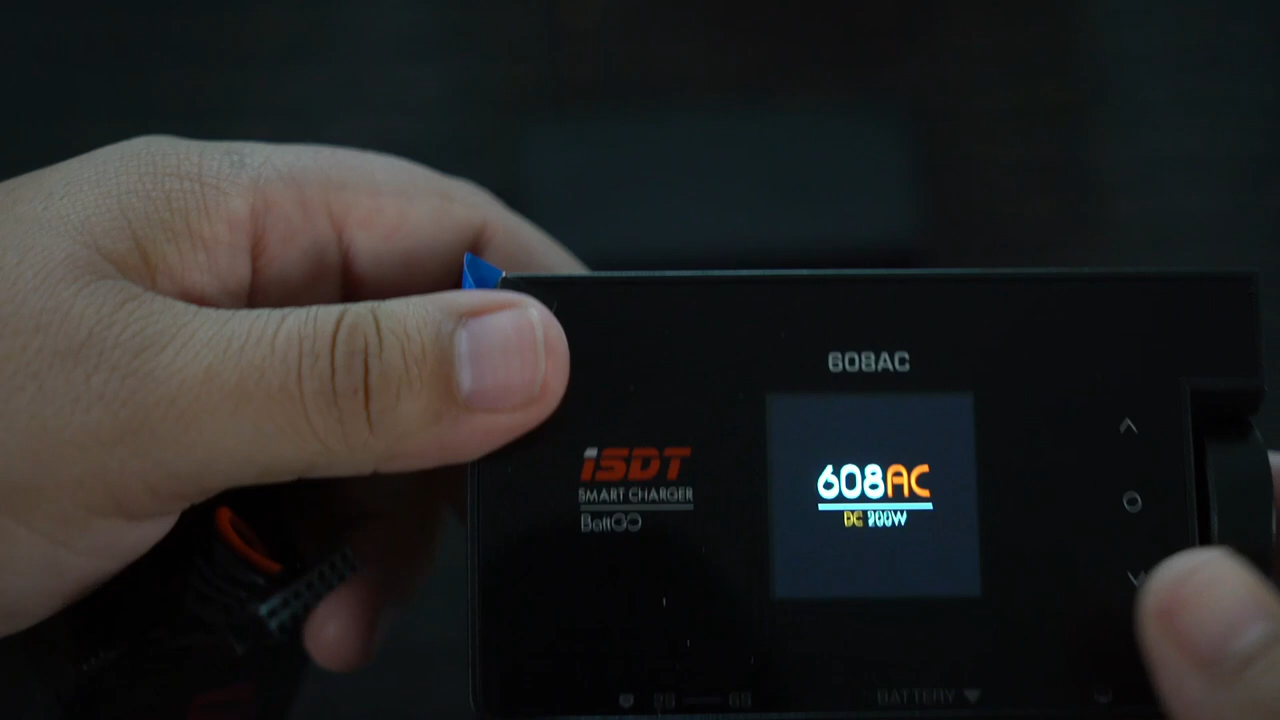 608AC
iSDT
SMART CHARGER
BattGO
608AC
DC 200W
BATTERY